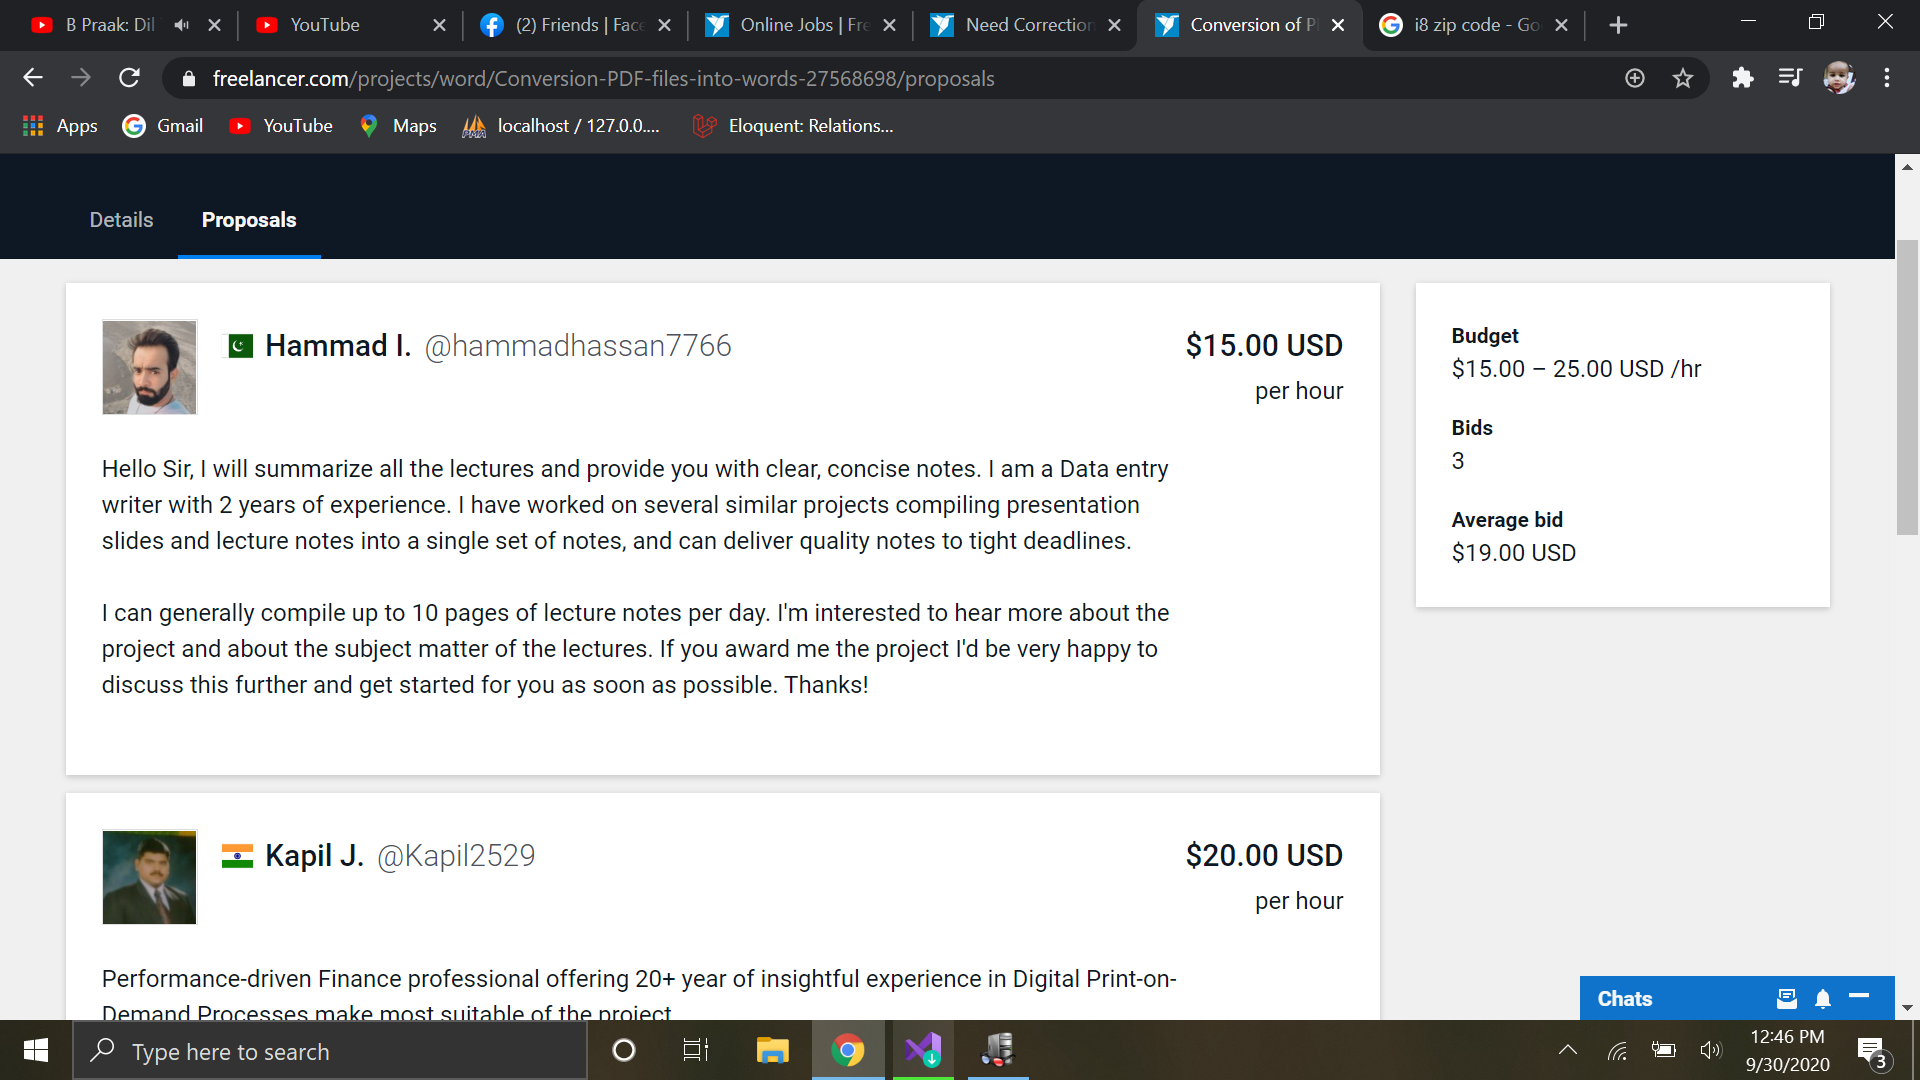 B Praak: Dil
YouTube
(2) Friends | Face
Online Jobs | Fre
Need Correction
Conversion of P
i8 zip code - Go
freelancer.com/projects/word/Conversion-PDF-files-into-words-27568698/proposals
Apps
Gmail
YouTube
Maps
localhost / 127.0.0....
Eloquent: Relations...
Details
Proposals
Hammad I. @hammadhassan7766
$15.00 USD
per hour
Hello Sir, I will summarize all the lectures and provide you with clear, concise notes. I am a Data entry
writer with 2 years of experience. I have worked on several similar projects compiling presentation
slides and lecture notes into a single set of notes, and can deliver quality notes to tight deadlines.
I can generally compile up to 10 pages of lecture notes per day. I'm interested to hear more about the
project and about the subject matter of the lectures. If you award me the project I'd be very happy to
discuss this further and get started for you as soon as possible. Thanks!
Budget
$15.00 – 25.00 USD /hr
Bids
3
Average bid
$19.00 USD
Kapil J. @Kapil2529
$20.00 USD
per hour
Performance-driven Finance professional offering 20+ year of insightful experience in Digital Print-on-
Demand Processes make most suitable of the project
Chats
Type here to search
12:46 PM
9/30/2020
3